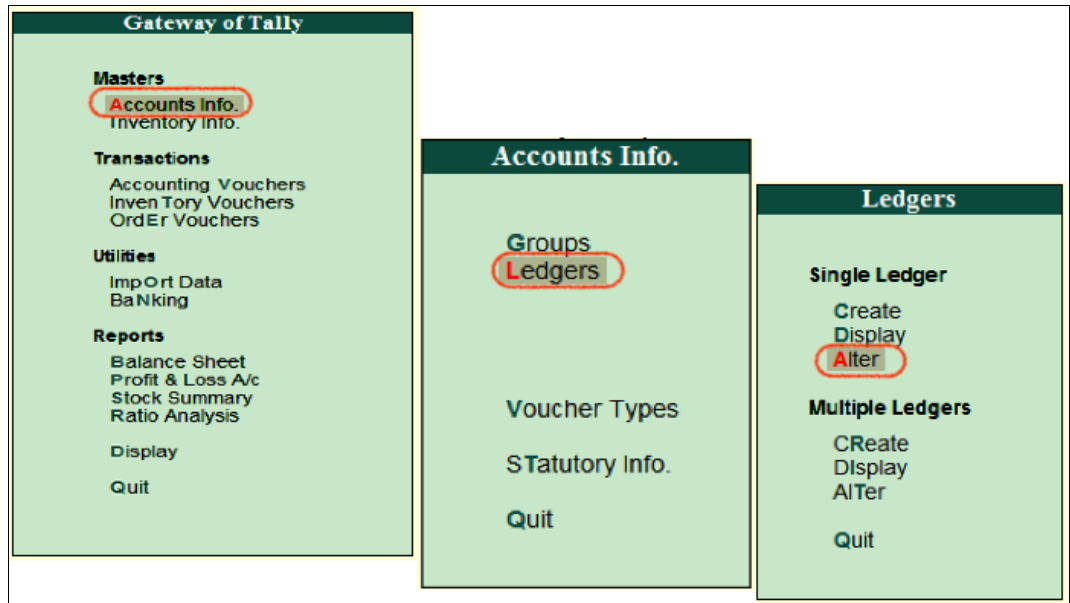 Gateway of Tally
Masters
Accounts Info.
Inventory Info.
Transactions
Accounting Vouchers
InvenTory Vouchers
OrdEr Vouchers
Utilities
ImpOrt Data
BaNking
Reports
Balance Sheet
Profit & Loss A/c
Stock Summary
Ratio Analysis
Display
Quit
Accounts Info.
Groups
Ledgers
Voucher Types
STatutory Info.
Quit
Ledgers
Single Ledger
Create
Display
Alter
Multiple Ledgers
CReate
DIsplay
AlTer
Quit